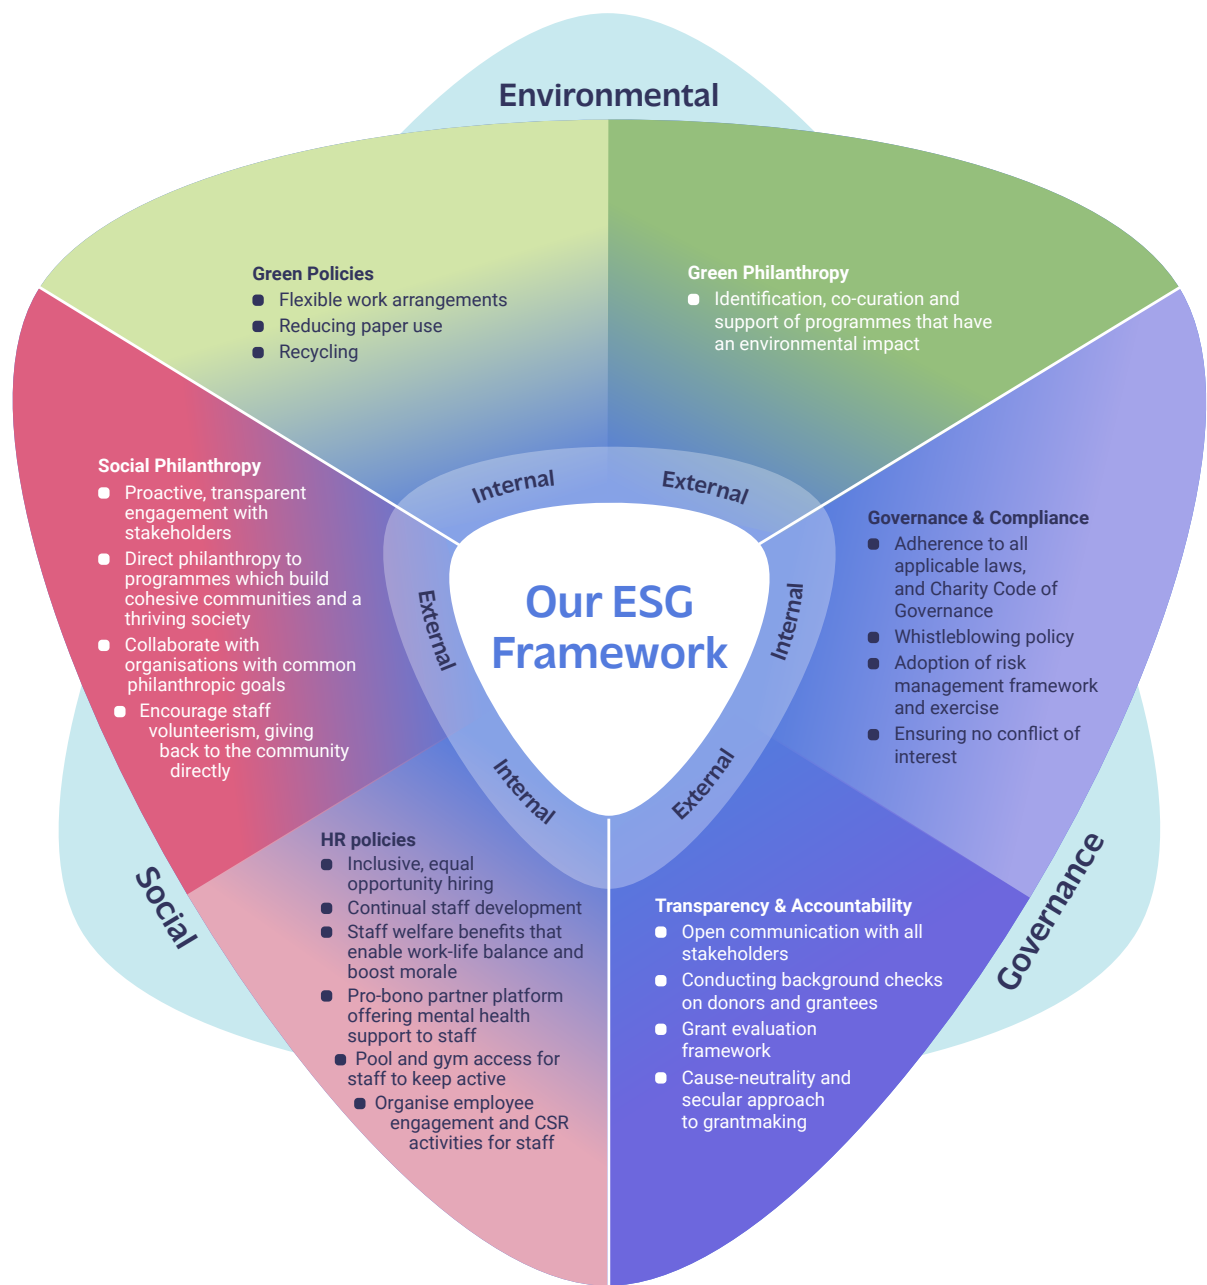 Environmental
Green Policies
Flexible work arrangements
Reducing paper use
Recycling
Green Philanthropy
Identification, co-curation and
support of programmes that have
an environmental impact
Internal
External
Social Philanthropy
Proactive, transparent
engagement with
stakeholders
Direct philanthropy to
programmes which build
cohesive communities and a
thriving society
Collaborate with
organisations with common
philanthropic goals
Encourage staff
volunteerism, giving
back to the community
directly
External
Our ESG
Framework
Internal
Governance & Compliance
Adherence to all
applicable laws,
and Charity Code of
Governance
Whistleblowing policy
Adoption of risk
management framework
and exercise
Ensuring no conflict of
interest
Internal
External
Social
HR policies
Inclusive, equal
opportunity hiring
Continual staff development
Staff welfare benefits that
enable work-life balance and
boost morale
Pro-bono partner platform
offering mental health
support to staff
Pool and gym access for
staff to keep active
Organise employee
engagement and CSR
activities for staff
Transparency & Accountability
Open communication with all
stakeholders
Conducting background checks
on donors and grantees
Grant evaluation
framework
Cause-neutrality and
secular approach
to grantmaking
Governance